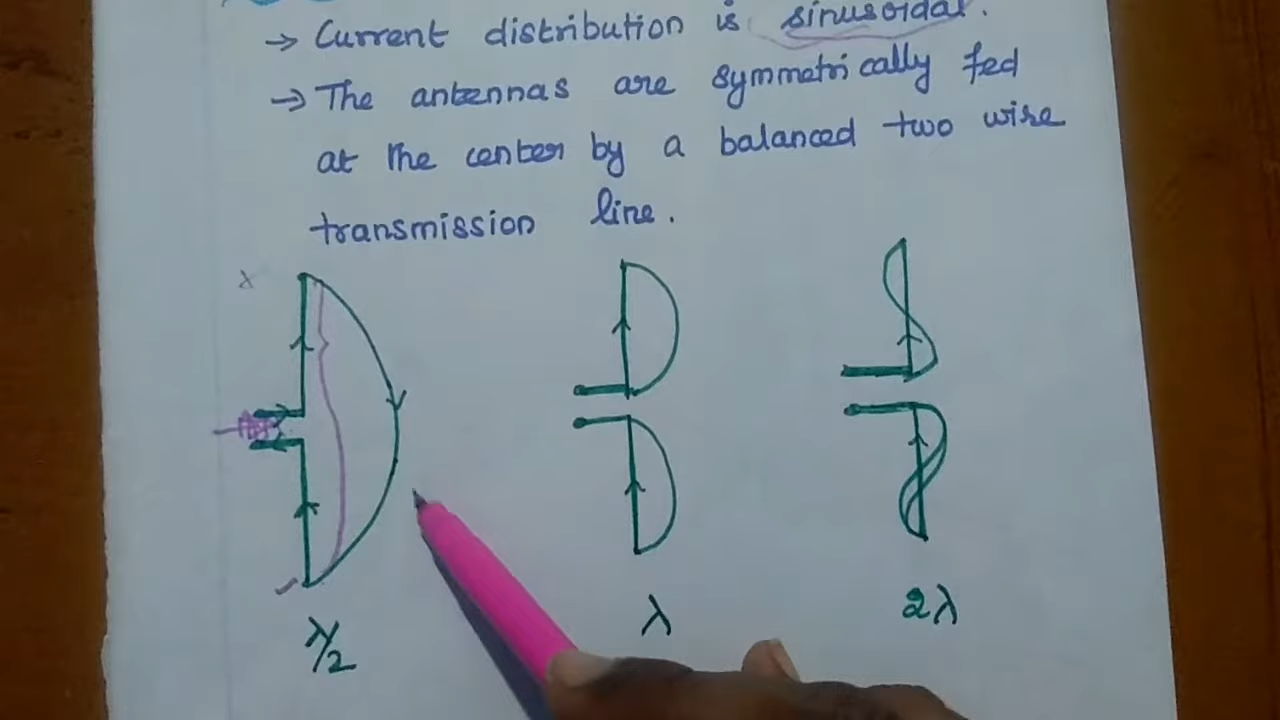 → Current distribution is sinusoidal.
→ The antennas are symmetrically fed
at the center by a balanced two wire
transmission line.
λ/2
λ
2λ